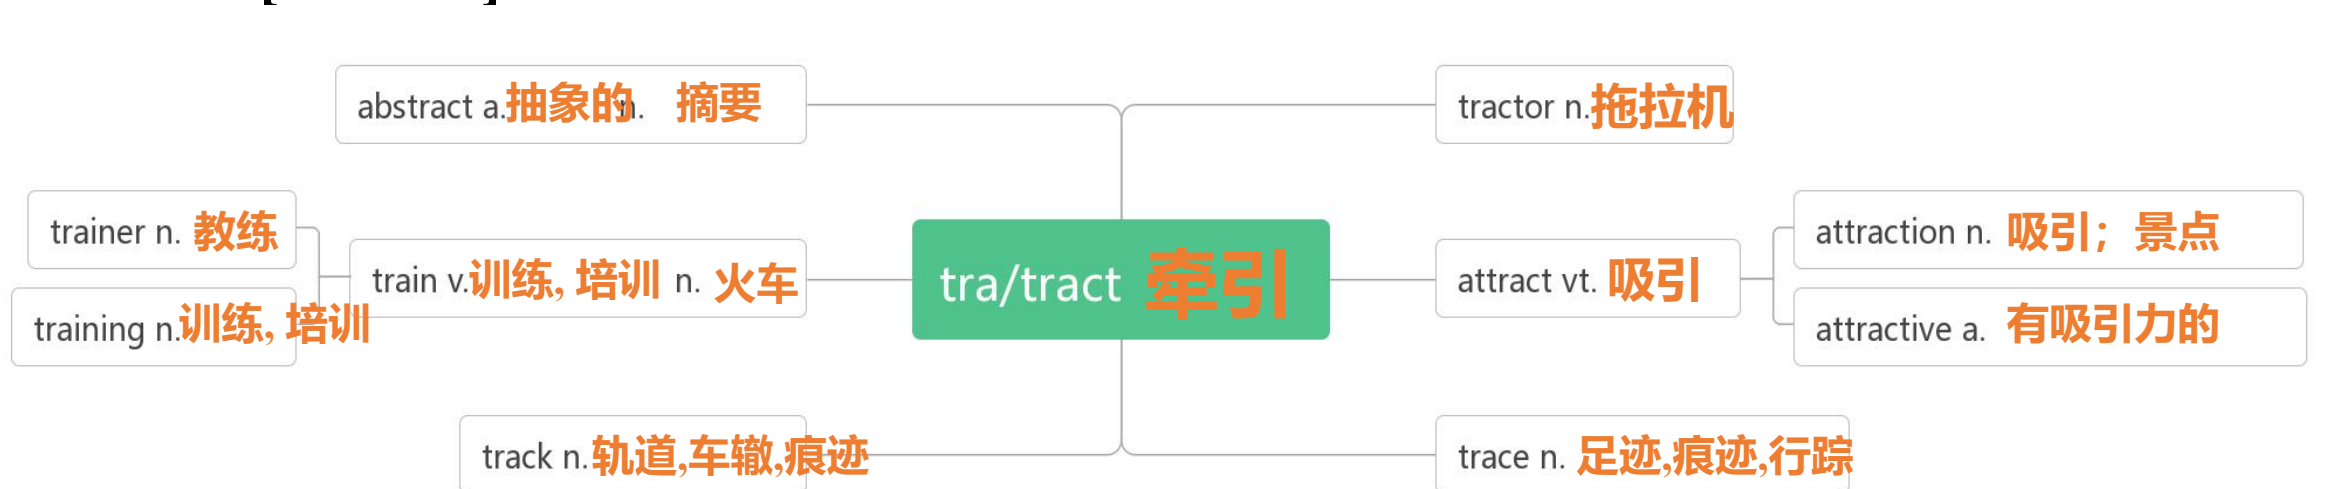 abstract a.抽象的 n. 摘要
tractor n.拖拉机
trainer n. 教练
train v.训练, 培训 n. 火车
training n.训练, 培训
tra/tract 牵引
attract vt. 吸引
attraction n. 吸引；景点
attractive a. 有吸引力的
track n.轨道,车辙,痕迹
trace n. 足迹,痕迹,行踪